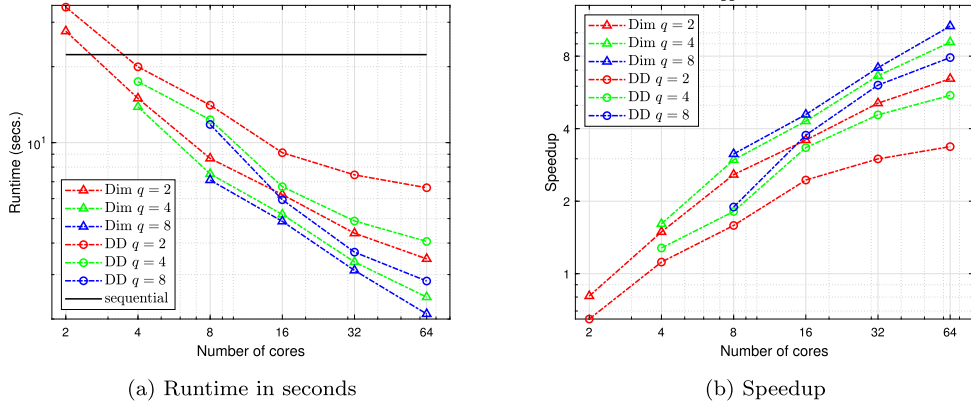 Runtime (secs.)
10^1
Dim q = 2
Dim q = 4
Dim q = 8
DD q = 2
DD q = 4
DD q = 8
sequential
2 4 8 16 32 64
Number of cores
(a) Runtime in seconds
Speedup
8
4
2
1
Dim q = 2
Dim q = 4
Dim q = 8
DD q = 2
DD q = 4
DD q = 8
2 4 8 16 32 64
Number of cores
(b) Speedup